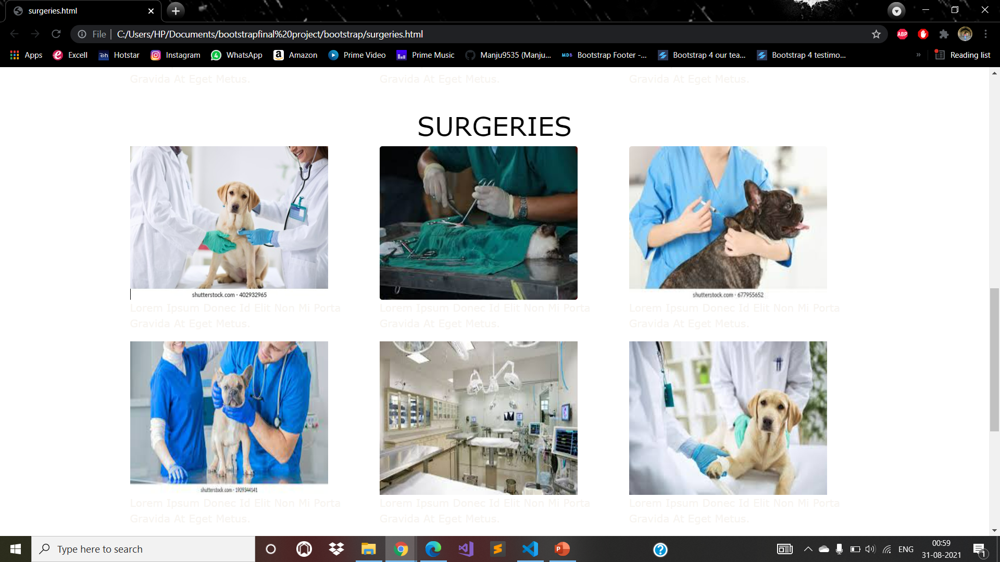 surgeries.html
File
C:/Users/HP/Documents/bootstrapfinal%20project/bootstrap/surgeries.html
ABP
Apps
Excell
Hotstar
Instagram
WhatsApp
Amazon
Prime Video
Prime Music
Manju9535 (Manju...
MDB
Bootstrap Footer -...
Bootstrap 4 our tea...
Bootstrap 4 testimo...
»
Reading list
Gravida At Eget Metus.
Gravida At Eget Metus.
Gravida At Eget Metus.
SURGERIES
shutterstock.com · 402932965
shutterstock.com · 677955652
Lorem Ipsum Donec Id Elit Non Mi Porta
Gravida At Eget Metus.
Lorem Ipsum Donec Id Elit Non Mi Porta
Gravida At Eget Metus.
Lorem Ipsum Donec Id Elit Non Mi Porta
Gravida At Eget Metus.
shutterstock.com · 1929344141
Lorem Ipsum Donec Id Elit Non Mi Porta
Gravida At Eget Metus.
Lorem Ipsum Donec Id Elit Non Mi Porta
Gravida At Eget Metus.
Lorem Ipsum Donec Id Elit Non Mi Porta
Gravida At Eget Metus.
Type here to search
ENG
00:59
31-08-2021
1